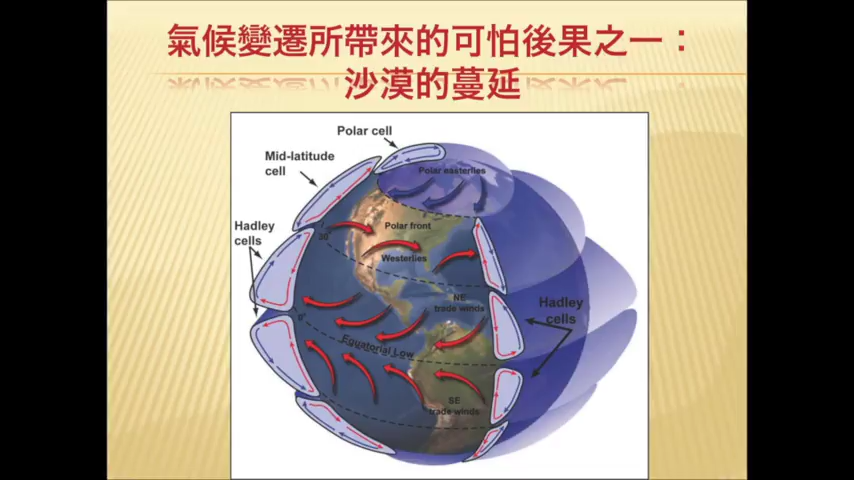 氣候變遷所帶來的可怕後果之一：
沙漠的蔓延
Polar cell
Mid-latitude
cell
Polar easterlies
Hadley
cells
30°
Polar front
Westerlies
NE
trade winds
Hadley
cells
0°
Equatorial Low
SE
trade winds